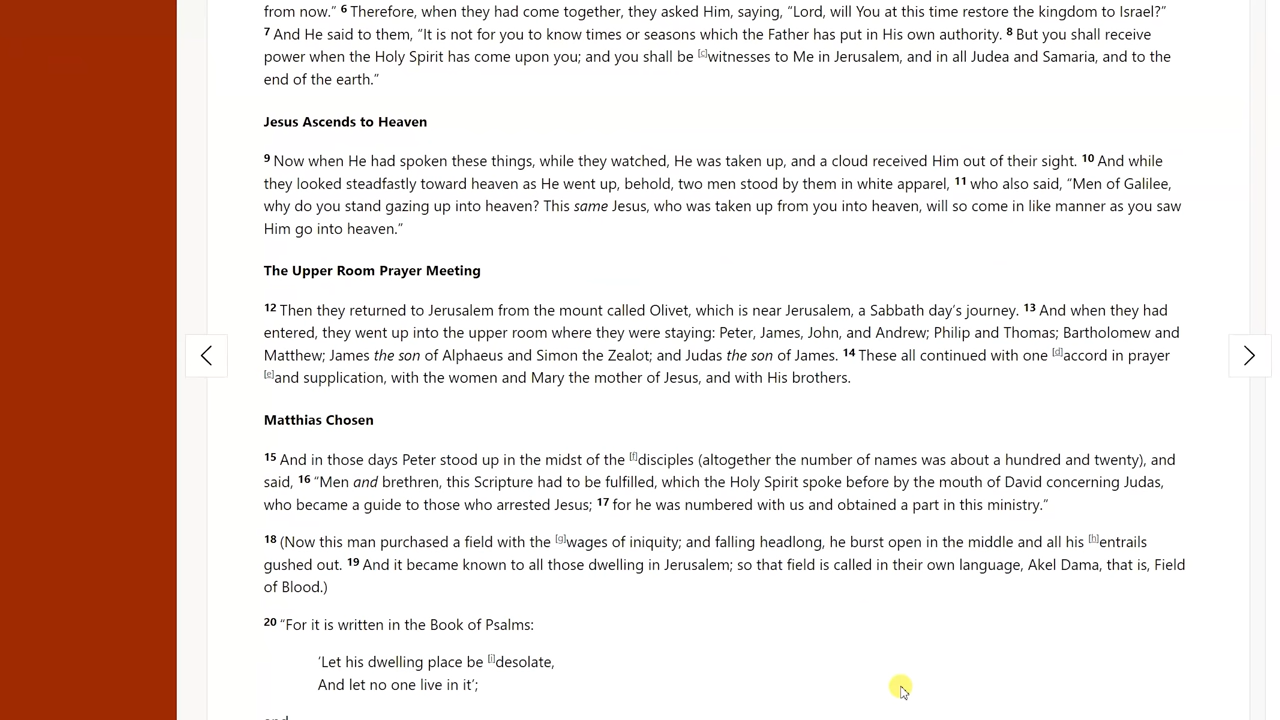 from now.” 6 Therefore, when they had come together, they asked Him, saying, “Lord, will You at this time restore the kingdom to Israel?”
7 And He said to them, “It is not for you to know times or seasons which the Father has put in His own authority. 8 But you shall receive
power when the Holy Spirit has come upon you; and you shall be [c]witnesses to Me in Jerusalem, and in all Judea and Samaria, and to the
end of the earth.”
Jesus Ascends to Heaven
9 Now when He had spoken these things, while they watched, He was taken up, and a cloud received Him out of their sight. 10 And while
they looked steadfastly toward heaven as He went up, behold, two men stood by them in white apparel, 11 who also said, “Men of Galilee,
why do you stand gazing up into heaven? This same Jesus, who was taken up from you into heaven, will so come in like manner as you saw
Him go into heaven.”
The Upper Room Prayer Meeting
12 Then they returned to Jerusalem from the mount called Olivet, which is near Jerusalem, a Sabbath day’s journey. 13 And when they had
entered, they went up into the upper room where they were staying: Peter, James, John, and Andrew; Philip and Thomas; Bartholomew and
Matthew; James the son of Alphaeus and Simon the Zealot; and Judas the son of James. 14 These all continued with one [d]accord in prayer
[e]and supplication, with the women and Mary the mother of Jesus, and with His brothers.
Matthias Chosen
15 And in those days Peter stood up in the midst of the [f]disciples (altogether the number of names was about a hundred and twenty), and
said, 16 “Men and brethren, this Scripture had to be fulfilled, which the Holy Spirit spoke before by the mouth of David concerning Judas,
who became a guide to those who arrested Jesus; 17 for he was numbered with us and obtained a part in this ministry.”
18 (Now this man purchased a field with the [g]wages of iniquity; and falling headlong, he burst open in the middle and all his [h]entrails
gushed out. 19 And it became known to all those dwelling in Jerusalem; so that field is called in their own language, Akel Dama, that is, Field
of Blood.)
20 “For it is written in the Book of Psalms:
‘Let his dwelling place be [i]desolate,
And let no one live in it’;
and